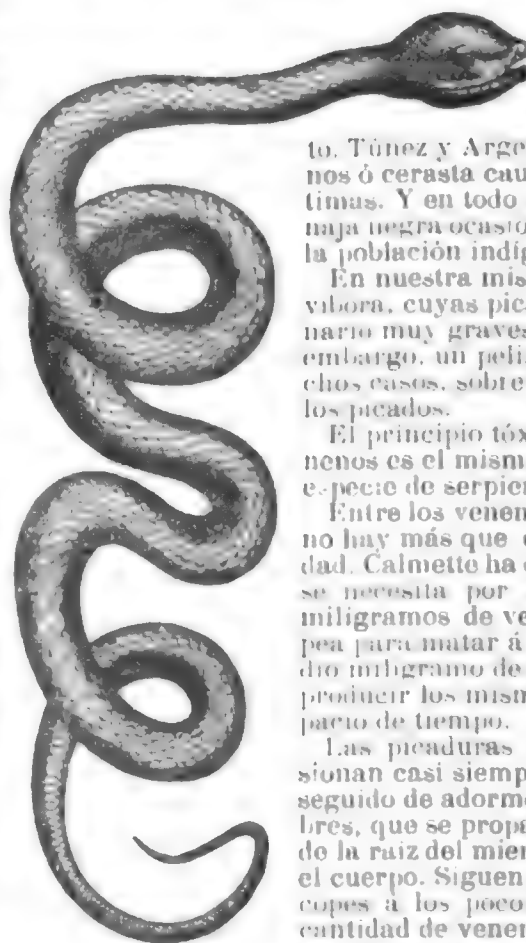 to. Túnez y Arge
nos ó cerasta cau
timas. Y en todo
naja negra ocasio
la población indíg
En nuestra mis
vibora, cuyas pic
nario muy graves
embargo, un peli
chos casos, sobre
los picados.
El principio tóx
nenos es el mism
especie de serpien
Entre los venen
no hay más que
dad. Calmette ha
se necesita por
miligramos de ve
pea para matar á
dio miligramo de
producir los mism
pacio de tiempo.
Las picaduras
sionan casi siemp
seguido de adorme
bres, que se propa
de la raiz del mien
el cuerpo. Siguen
copes a los poco
cantidad de vener